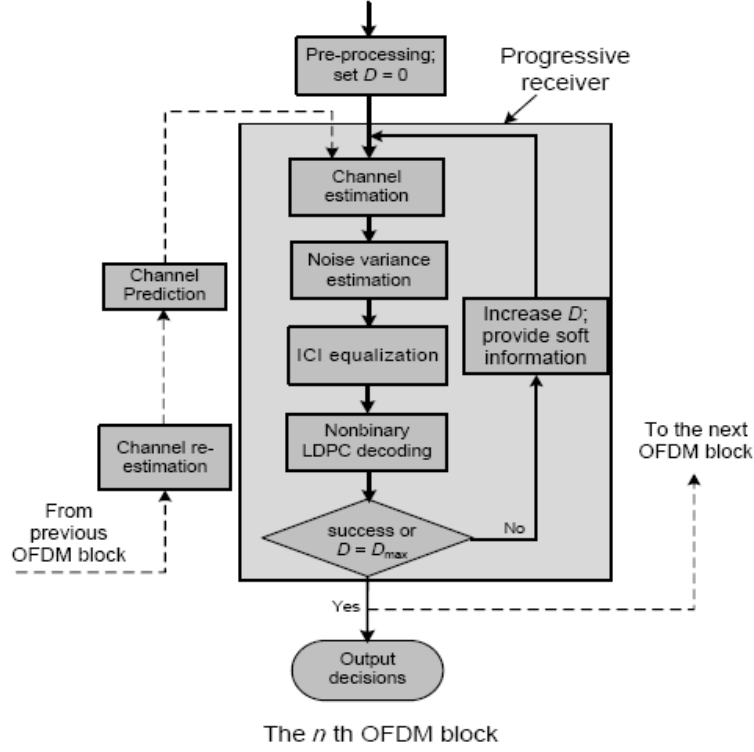 Pre-processing;
set D = 0
Progressive
receiver
Channel
estimation
Noise variance
estimation
Channel
Prediction
Increase D;
provide soft
information
ICI equalization
Nonbinary
LDPC decoding
Channel re-
estimation
To the next
OFDM block
From
previous
OFDM block
success or
D = Dmax
No
Yes
Output
decisions
The n th OFDM block